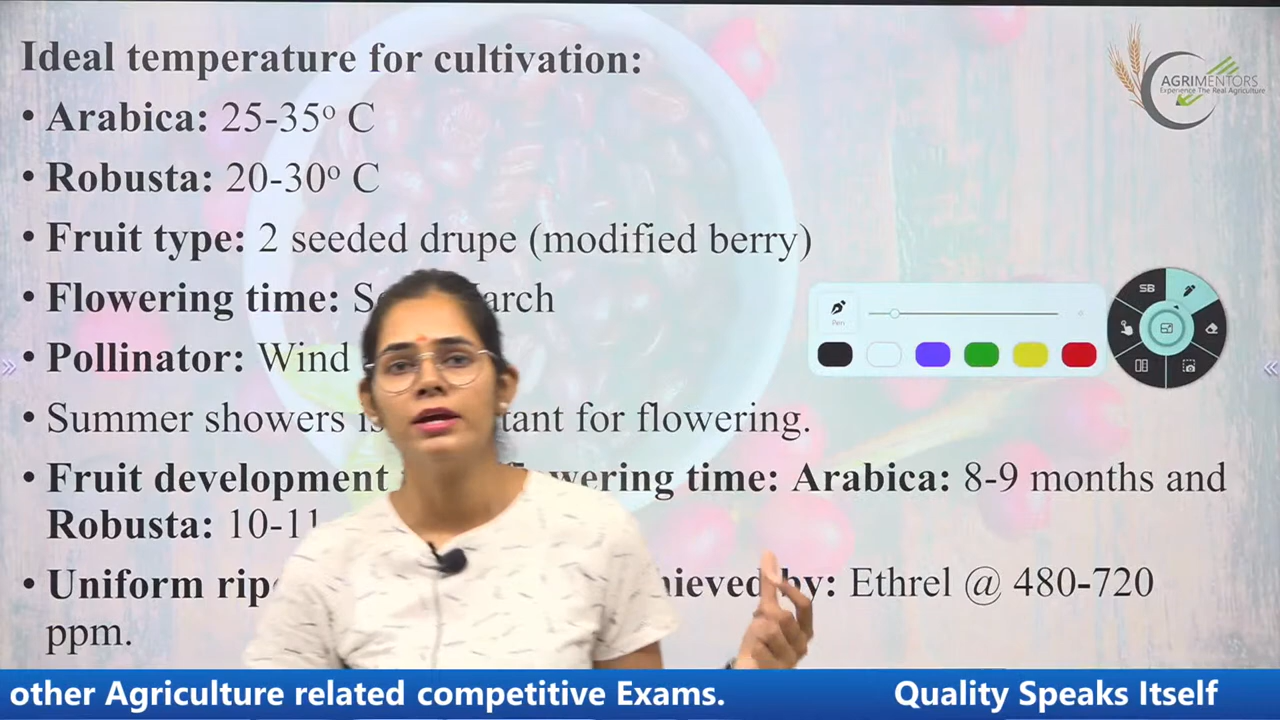 Ideal temperature for cultivation:
• Arabica: 25-35° C
• Robusta: 20-30° C
• Fruit type: 2 seeded drupe (modified berry)
• Flowering time: arch
• Pollinator: Wind
• Summer showers is tant for flowering.
• Fruit development flowering time: Arabica: 8-9 months and
Robusta: 10-11
• Uniform rip hieved by: Ethrel @ 480-720
ppm.
AGRIMENTORS
Experience The Real Agriculture
SB
Pen
other Agriculture related competitive Exams. Quality Speaks Itself